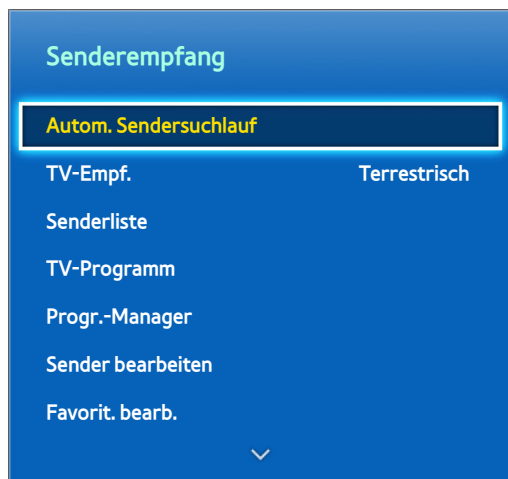 Senderempfang
Autom. Sendersuchlauf
TV-Empf. Terrestrisch
Senderliste
TV-Programm
Progr.-Manager
Sender bearbeiten
Favorit. bearb.